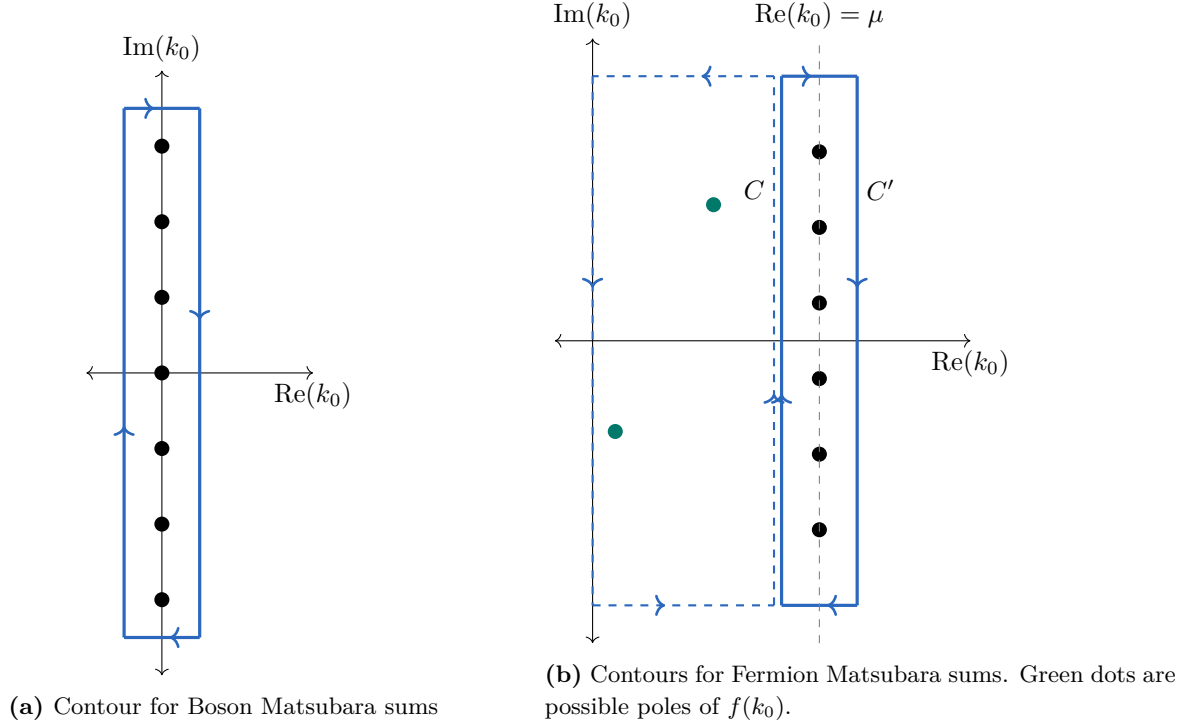 Im(k₀)
Re(k₀)
(a) Contour for Boson Matsubara sums
Im(k₀)
Re(k₀) = μ
C
C′
Re(k₀)
(b) Contours for Fermion Matsubara sums. Green dots are
possible poles of f(k₀).